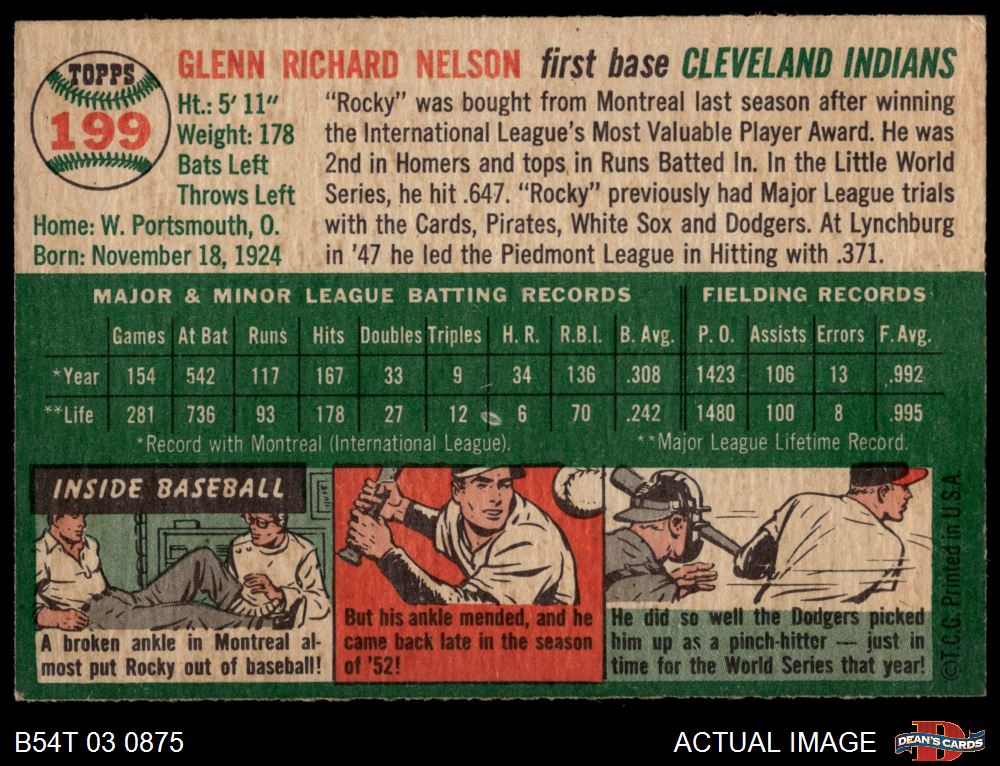 TOPPS
199
GLENN RICHARD NELSON first base CLEVELAND INDIANS
Ht.: 5' 11"
Weight: 178
Bats Left
Throws Left
Home: W. Portsmouth, O.
Born: November 18, 1924
"Rocky" was bought from Montreal last season after winning
the International League's Most Valuable Player Award. He was
2nd in Homers and tops in Runs Batted In. In the Little World
Series, he hit .647. "Rocky" previously had Major League trials
with the Cards, Pirates, White Sox and Dodgers. At Lynchburg
in '47 he led the Piedmont League in Hitting with .371.
MAJOR & MINOR LEAGUE BATTING RECORDS FIELDING RECORDS
Games At Bat Runs Hits Doubles Triples H. R. R.B.I. B. Avg. P. O. Assists Errors F. Avg.
*Year 154 542 117 167 33 9 34 136 .308 1423 106 13 .992
**Life 281 736 93 178 27 12 6 70 .242 1480 100 8 .995
*Record with Montreal (International League). **Major League Lifetime Record.
INSIDE BASEBALL
A broken ankle in Montreal al-
most put Rocky out of baseball!
But his ankle mended, and he
came back late in the season
of '52!
He did so well the Dodgers picked
him up as a pinch-hitter — just in
time for the World Series that year!
©T.C.G. Printed in U.S.A.
B54T 03 0875
ACTUAL IMAGE
DEAN'S CARDS